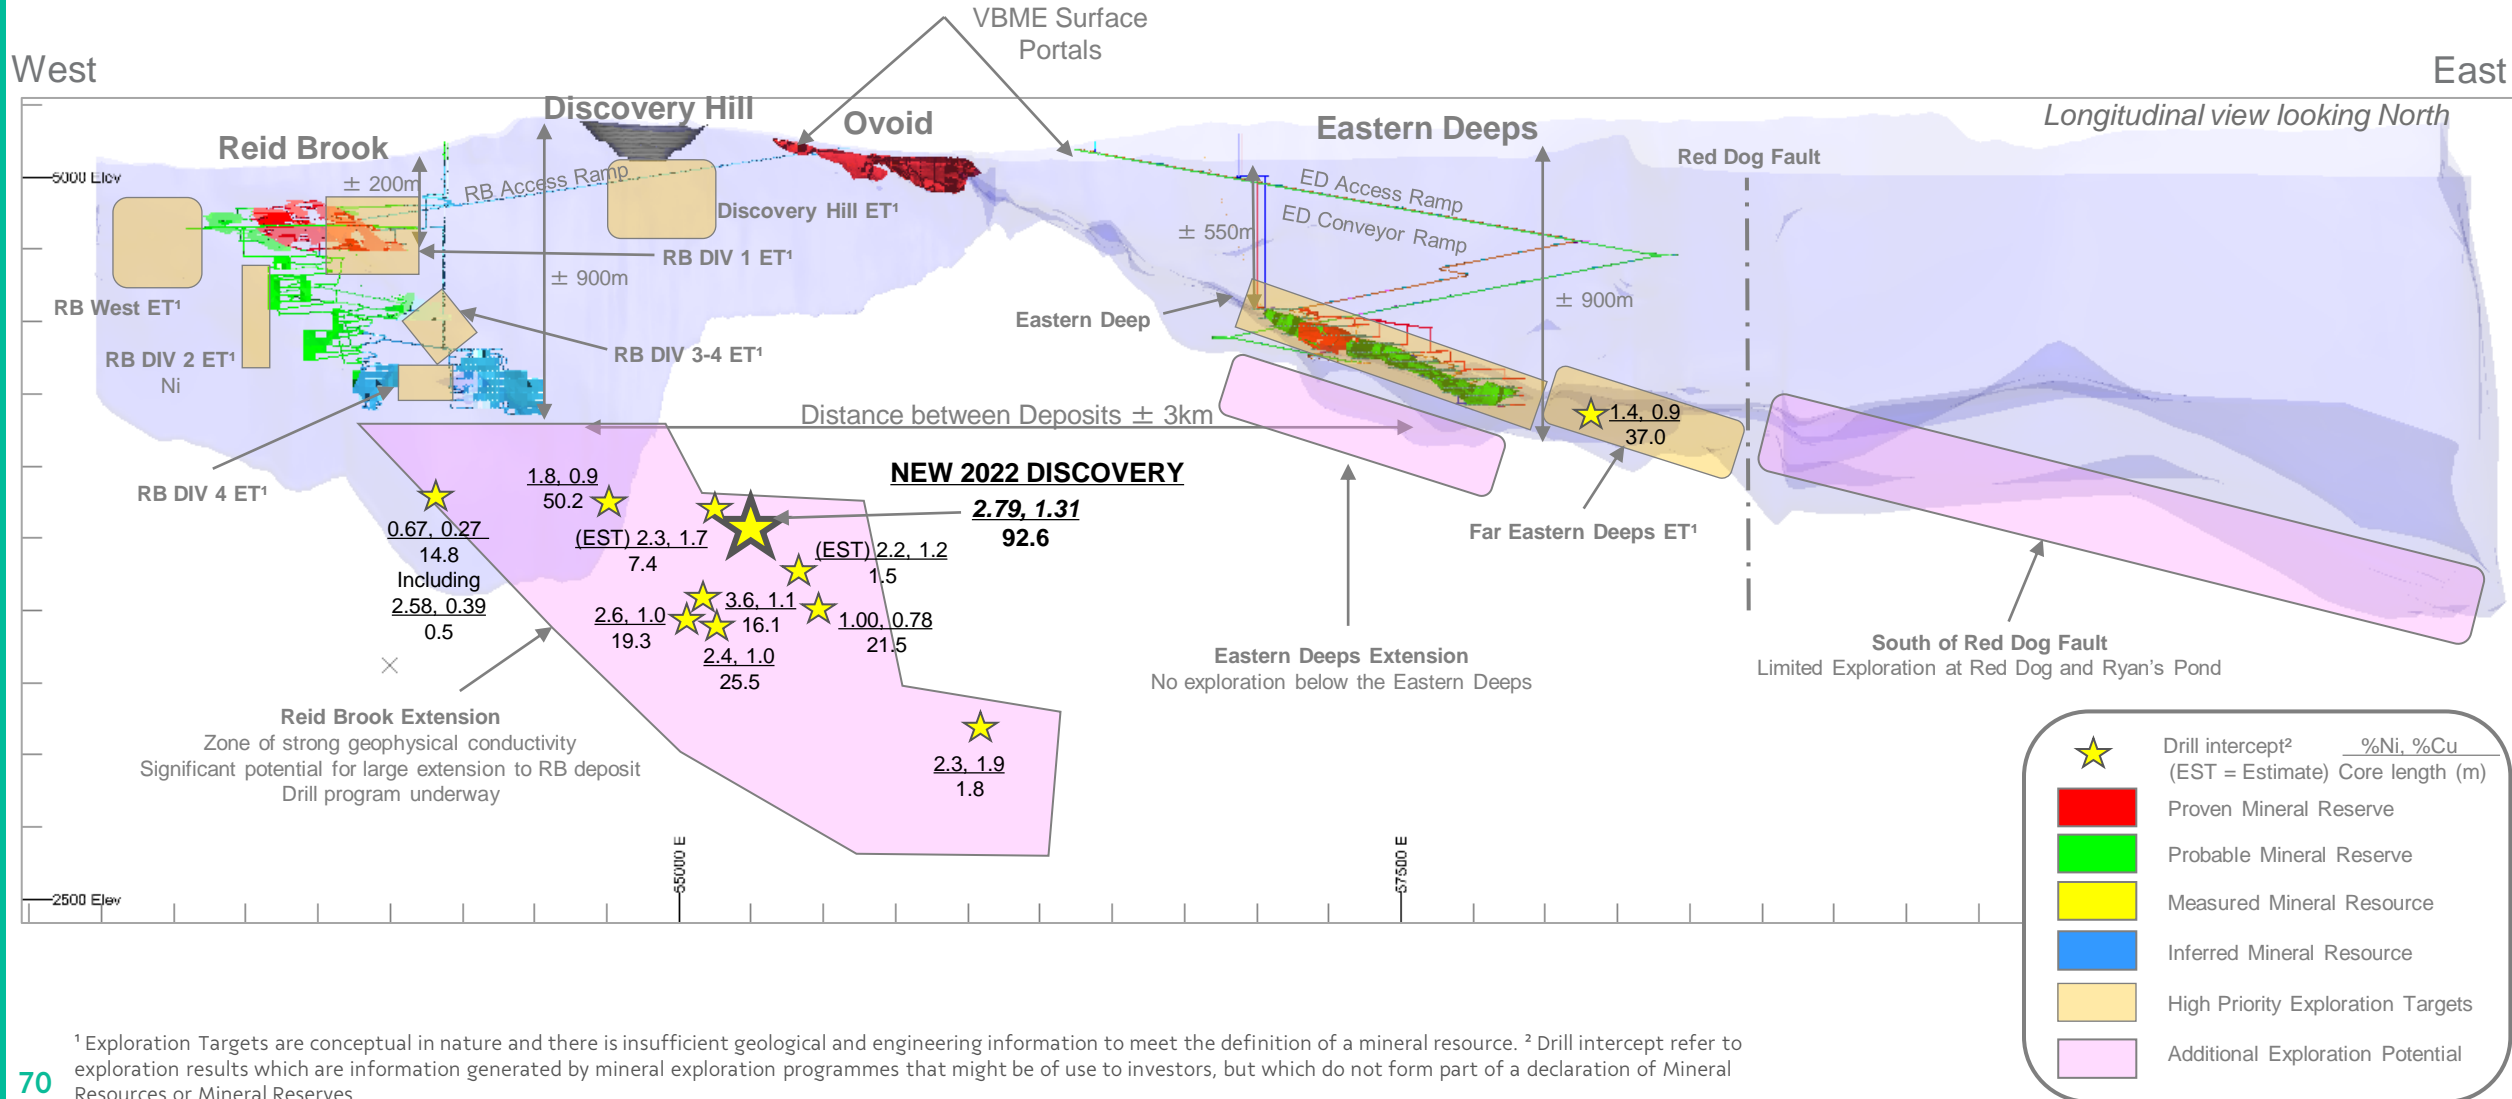 VBME Surface
Portals
West
East
Longitudinal view looking North
Discovery Hill
Ovoid
Eastern Deeps
Reid Brook
Red Dog Fault
5000 Elev
± 200m
RB Access Ramp
ED Access Ramp
ED Conveyor Ramp
Discovery Hill ET¹
± 550m
RB DIV 1 ET¹
± 900m
± 900m
RB West ET¹
Eastern Deep
RB DIV 2 ET¹
Ni
RB DIV 3-4 ET¹
Distance between Deposits ± 3km
1.4, 0.9
37.0
RB DIV 4 ET¹
1.8, 0.9
50.2
NEW 2022 DISCOVERY
2.79, 1.31
92.6
0.67, 0.27
14.8
Including
2.58, 0.39
0.5
(EST) 2.3, 1.7
7.4
(EST) 2.2, 1.2
1.5
Far Eastern Deeps ET¹
2.6, 1.0
19.3
3.6, 1.1
16.1
1.00, 0.78
21.5
2.4, 1.0
25.5
Eastern Deeps Extension
No exploration below the Eastern Deeps
South of Red Dog Fault
Limited Exploration at Red Dog and Ryan's Pond
Reid Brook Extension
Zone of strong geophysical conductivity
Significant potential for large extension to RB deposit
Drill program underway
2.3, 1.9
1.8
55000 E
57500 E
2500 Elev
Drill intercept² %Ni, %Cu
(EST = Estimate) Core length (m)
Proven Mineral Reserve
Probable Mineral Reserve
Measured Mineral Resource
Inferred Mineral Resource
High Priority Exploration Targets
Additional Exploration Potential
¹ Exploration Targets are conceptual in nature and there is insufficient geological and engineering information to meet the definition of a mineral resource. ² Drill intercept refer to
exploration results which are information generated by mineral exploration programmes that might be of use to investors, but which do not form part of a declaration of Mineral
Resources or Mineral Reserves
70